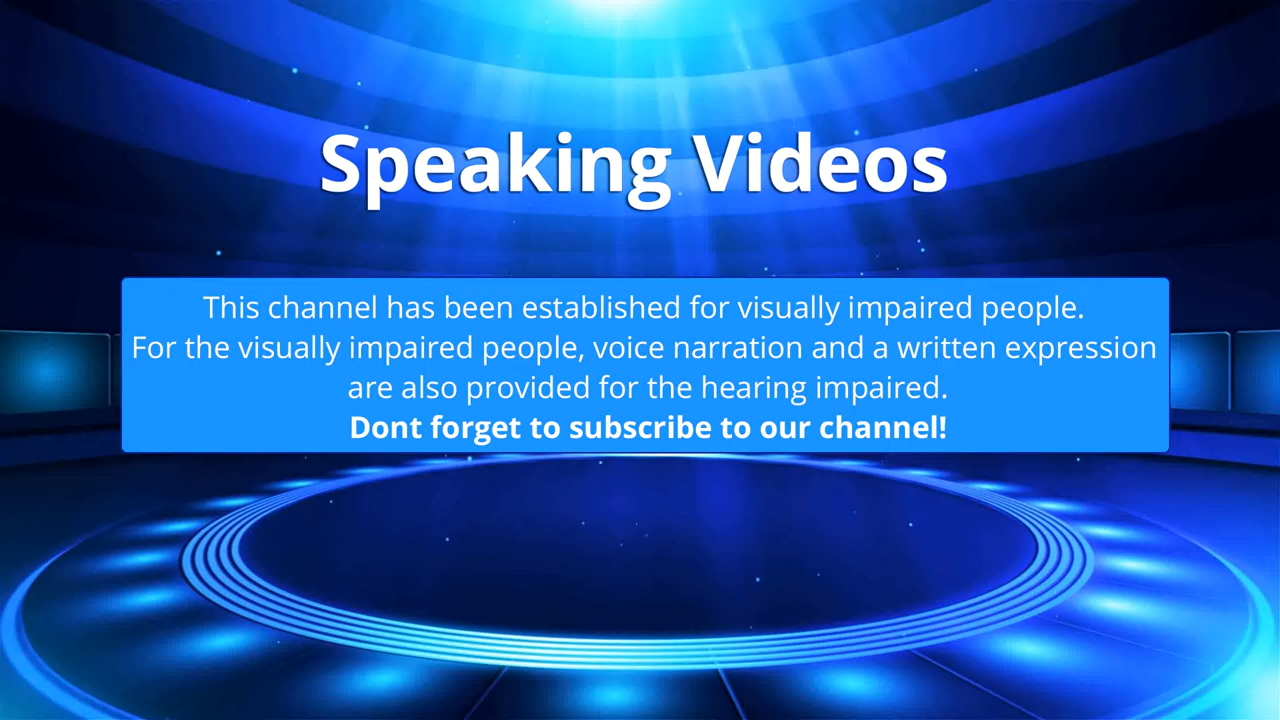 Speaking Videos
This channel has been established for visually impaired people.
For the visually impaired people, voice narration and a written expression
are also provided for the hearing impaired.
Dont forget to subscribe to our channel!